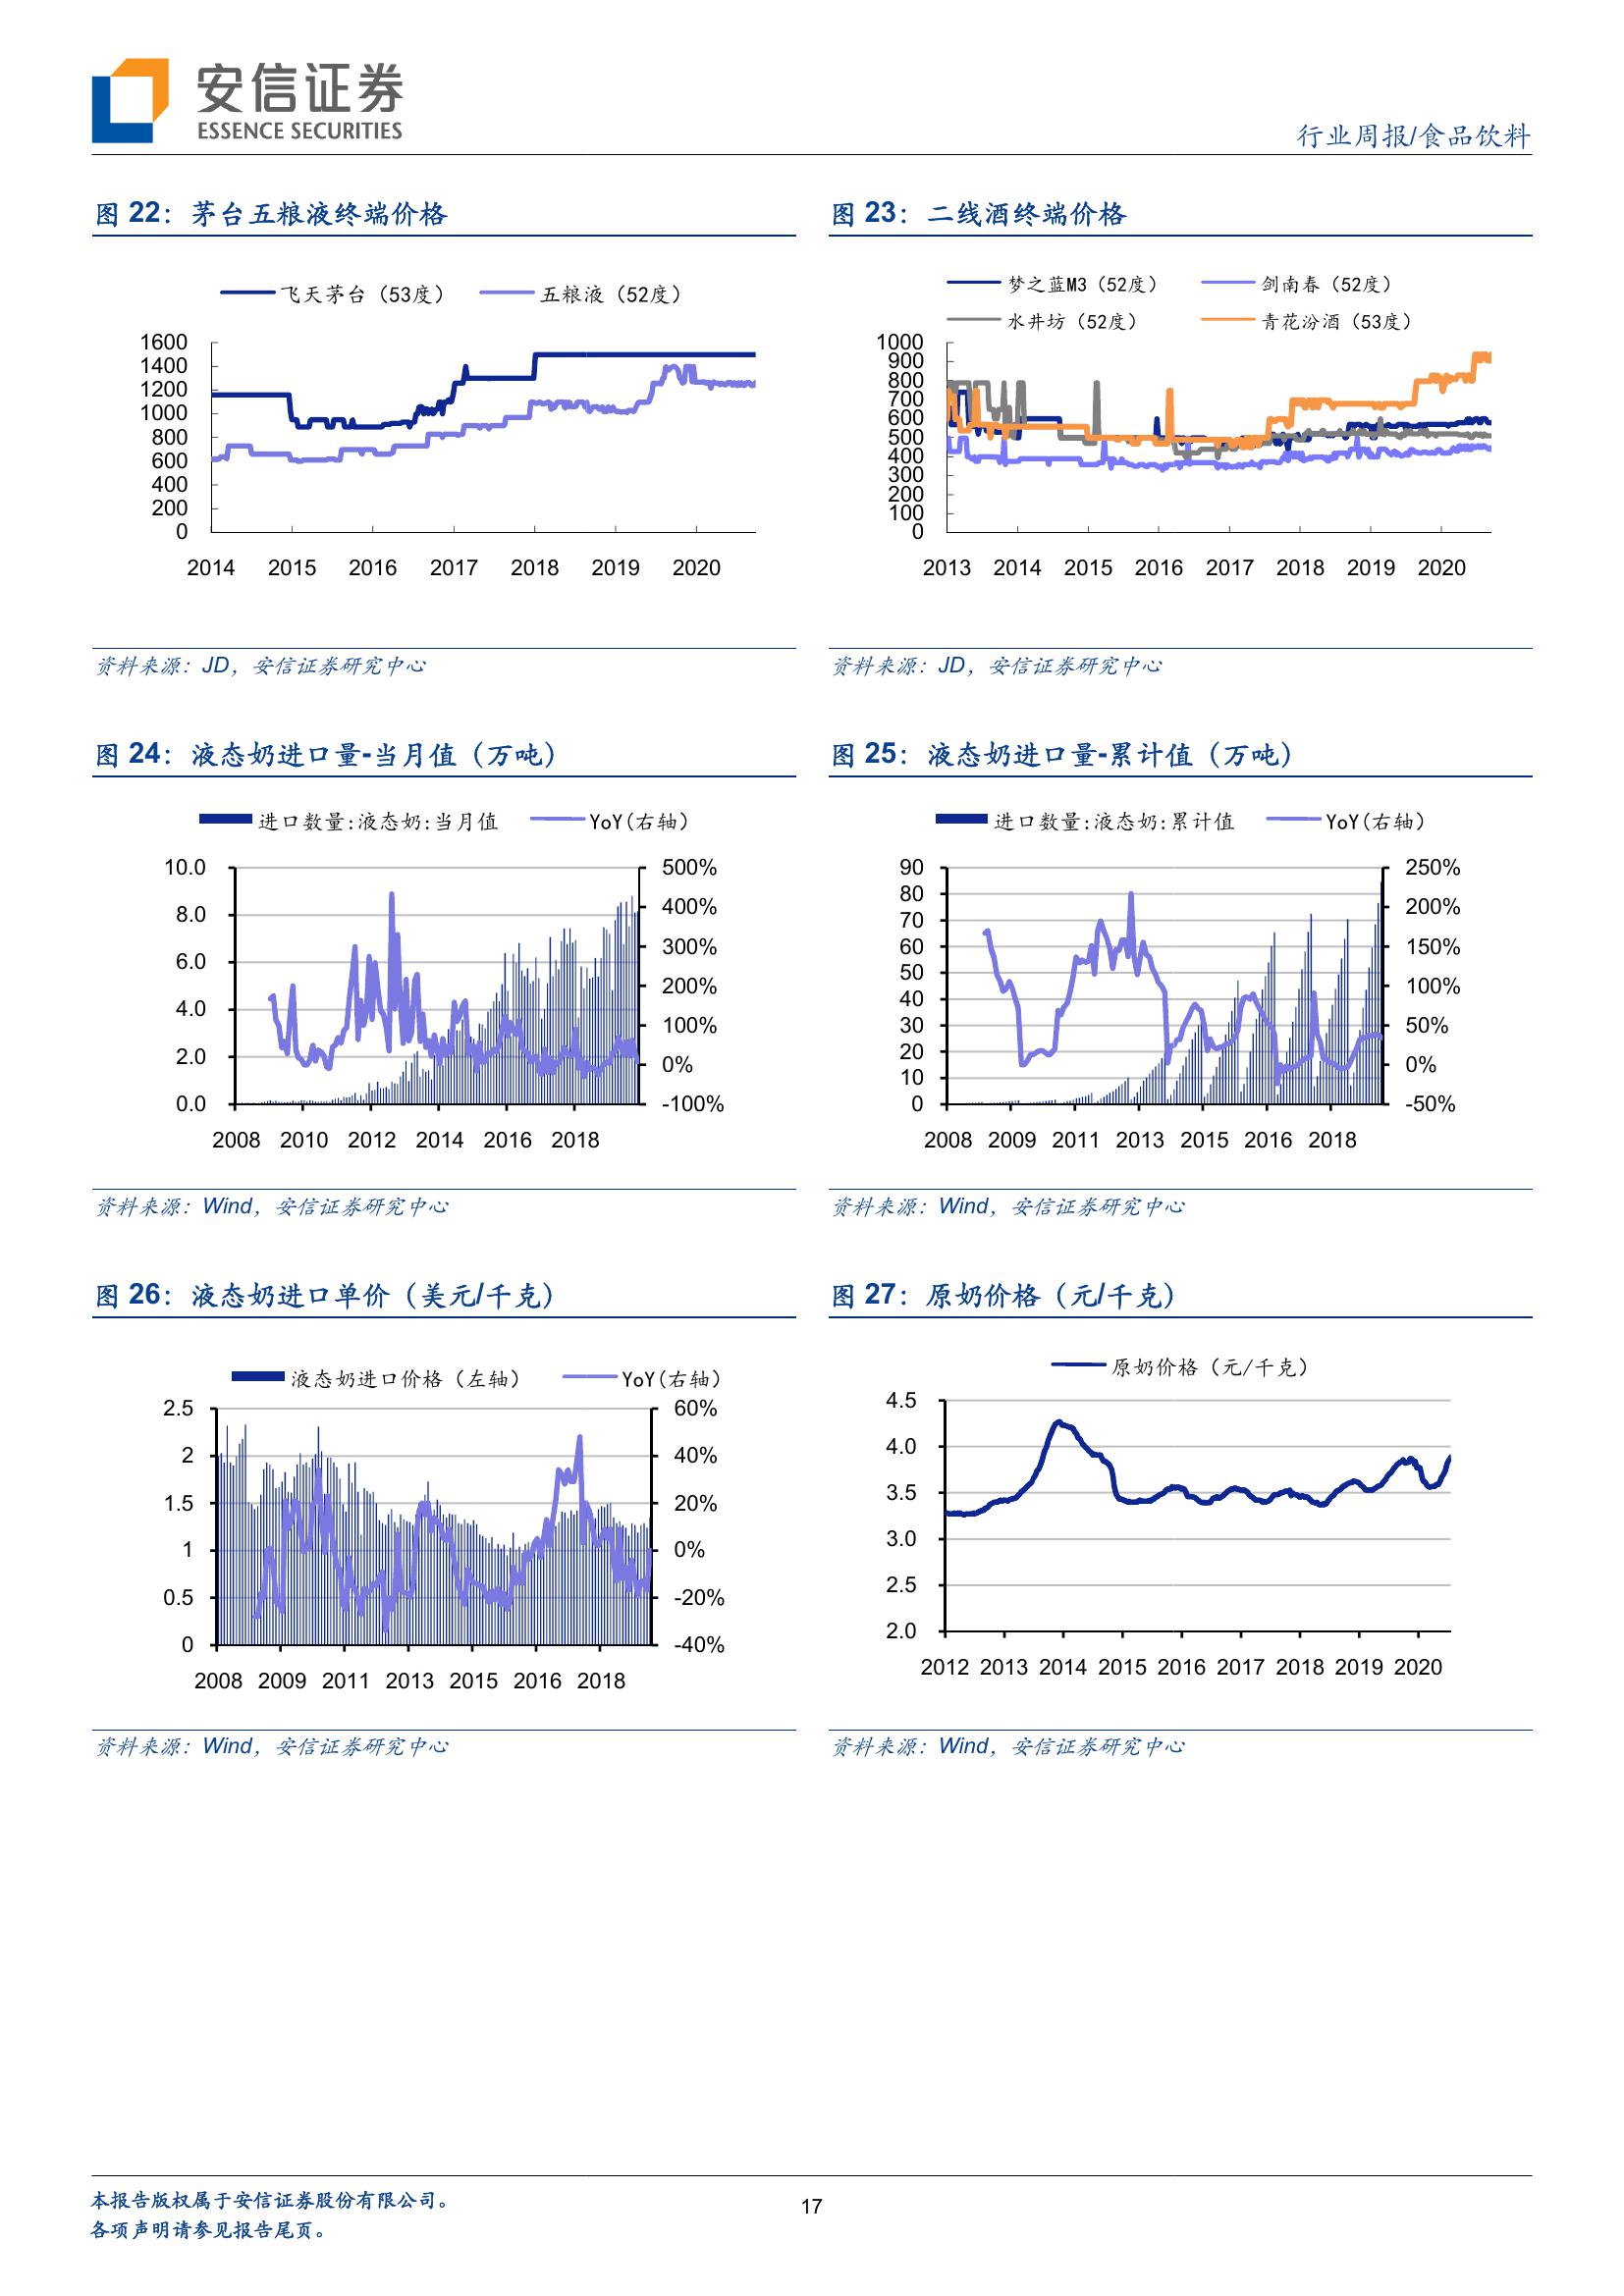 安信证券
ESSENCE SECURITIES
行业周报/食品饮料
图 22：茅台五粮液终端价格
飞天茅台（53度） 五粮液（52度）
1600
1400
1200
1000
800
600
400
200
0
2014 2015 2016 2017 2018 2019 2020
资料来源：JD，安信证券研究中心
图 23：二线酒终端价格
梦之蓝M3（52度） 剑南春（52度）
水井坊（52度） 青花汾酒（53度）
1000
900
800
700
600
500
400
300
200
100
0
2013 2014 2015 2016 2017 2018 2019 2020
资料来源：JD，安信证券研究中心
图 24：液态奶进口量-当月值（万吨）
进口数量:液态奶:当月值 YoY(右轴)
10.0 500%
8.0 400%
6.0 300%
4.0 200%
2.0 100%
0.0 0%
-100%
2008 2010 2012 2014 2016 2018
资料来源：Wind，安信证券研究中心
图 25：液态奶进口量-累计值（万吨）
进口数量:液态奶:累计值 YoY(右轴)
90 250%
80 200%
70 150%
60 100%
50 50%
40 0%
30 -50%
20
10
0
2008 2009 2011 2013 2015 2016 2018
资料来源：Wind，安信证券研究中心
图 26：液态奶进口单价（美元/千克）
液态奶进口价格（左轴） YoY(右轴)
2.5 60%
2 40%
1.5 20%
1 0%
0.5 -20%
0 -40%
2008 2009 2011 2013 2015 2016 2018
资料来源：Wind，安信证券研究中心
图 27：原奶价格（元/千克）
原奶价格（元/千克）
4.5
4.0
3.5
3.0
2.5
2.0
2012 2013 2014 2015 2016 2017 2018 2019 2020
资料来源：Wind，安信证券研究中心
本报告版权属于安信证券股份有限公司。
各项声明请参见报告尾页。
17